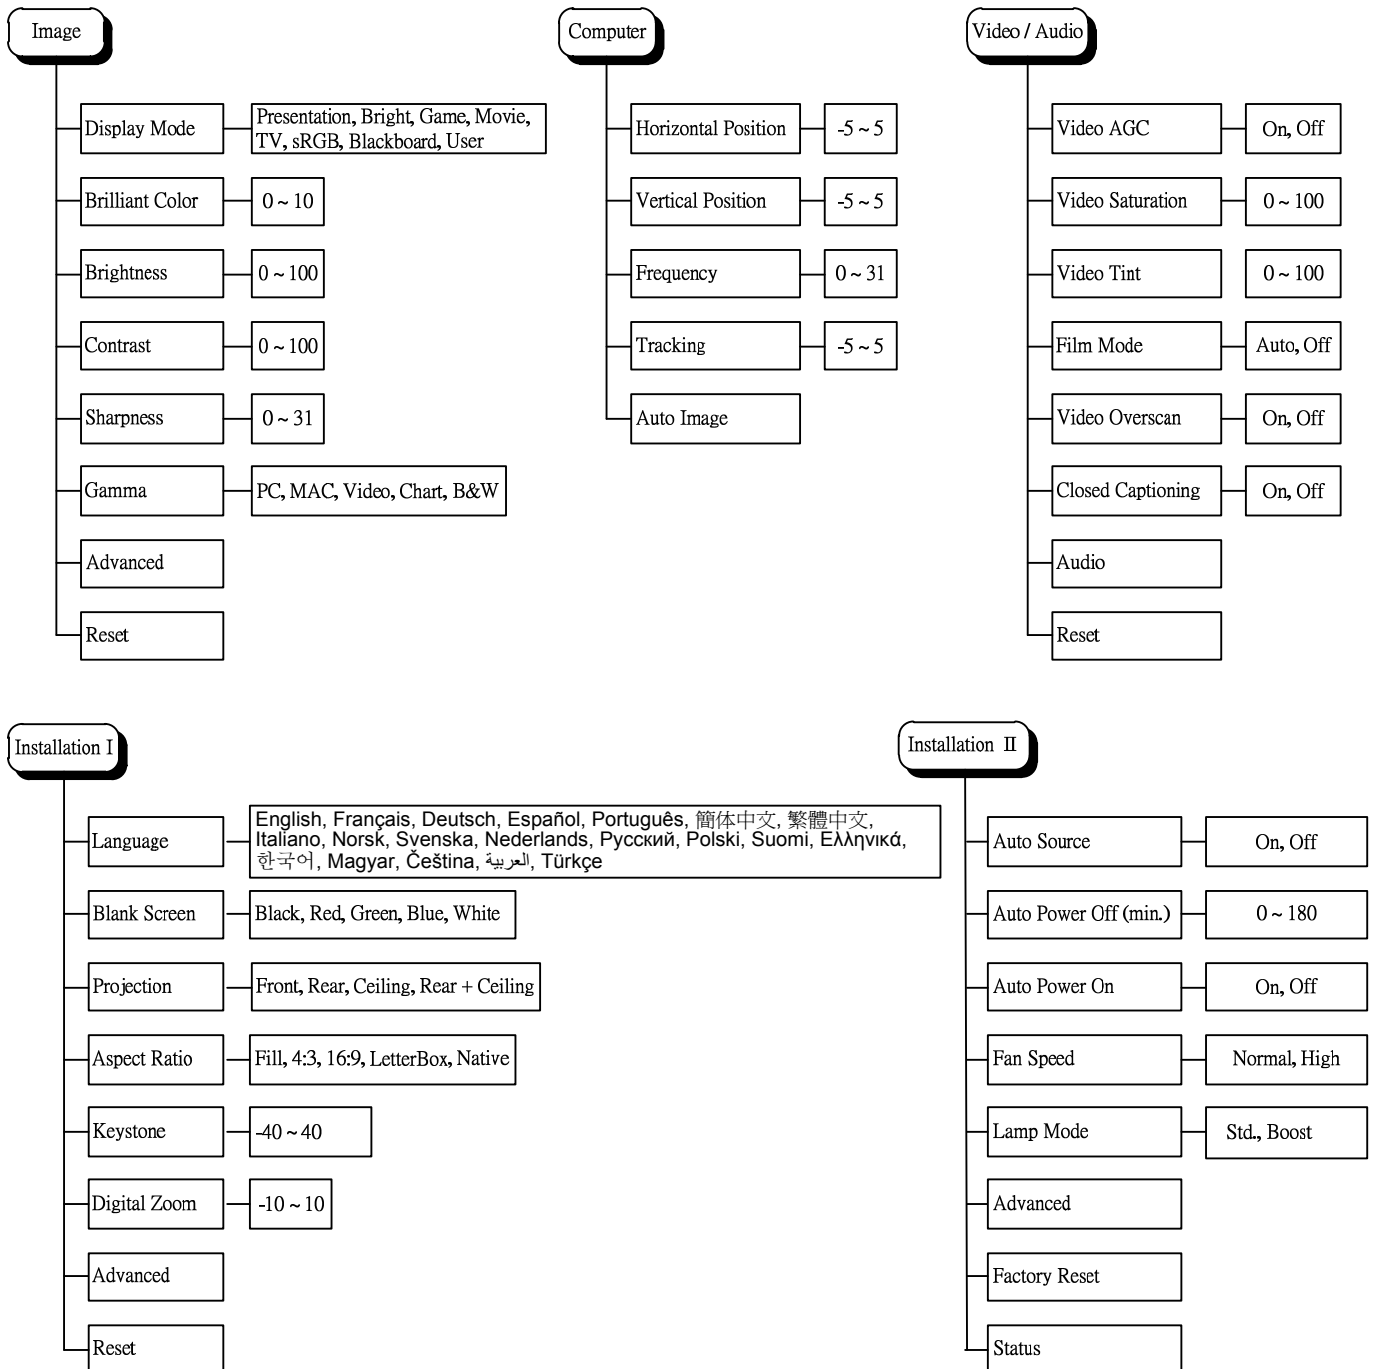 Image
Display Mode
Presentation, Bright, Game, Movie,
TV, sRGB, Blackboard, User
Brilliant Color
0 ~ 10
Brightness
0 ~ 100
Contrast
0 ~ 100
Sharpness
0 ~ 31
Gamma
PC, MAC, Video, Chart, B&W
Advanced
Reset
Computer
Horizontal Position
-5 ~ 5
Vertical Position
-5 ~ 5
Frequency
0 ~ 31
Tracking
-5 ~ 5
Auto Image
Video / Audio
Video AGC
On, Off
Video Saturation
0 ~ 100
Video Tint
0 ~ 100
Film Mode
Auto, Off
Video Overscan
On, Off
Closed Captioning
On, Off
Audio
Reset
Installation I
Language
English, Français, Deutsch, Español, Português, 簡体中文, 繁體中文,
Italiano, Norsk, Svenska, Nederlands, Русский, Polski, Suomi, Ελληνικά,
한국어, Magyar, Čeština, العربية, Türkçe
Blank Screen
Black, Red, Green, Blue, White
Projection
Front, Rear, Ceiling, Rear + Ceiling
Aspect Ratio
Fill, 4:3, 16:9, LetterBox, Native
Keystone
-40 ~ 40
Digital Zoom
-10 ~ 10
Advanced
Reset
Installation II
Auto Source
On, Off
Auto Power Off (min.)
0 ~ 180
Auto Power On
On, Off
Fan Speed
Normal, High
Lamp Mode
Std., Boost
Advanced
Factory Reset
Status